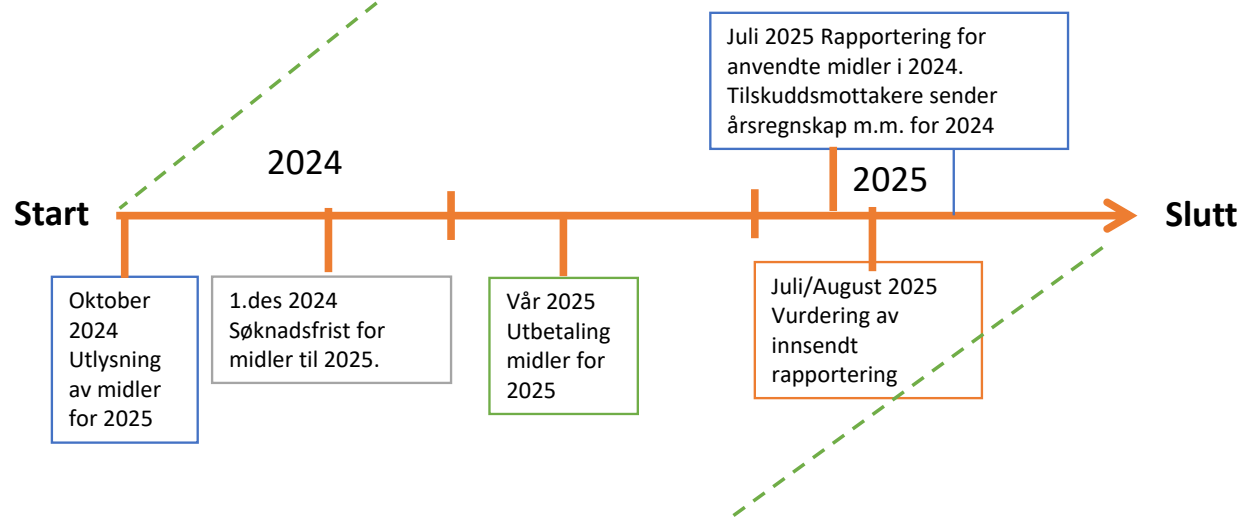 Juli 2025 Rapportering for
anvendte midler i 2024.
Tilskuddsmottakere sender
årsregnskap m.m. for 2024
2024
2025
Start
Slutt
Oktober
2024
Utlysning
av midler
for 2025
1.des 2024
Søknadsfrist for
midler til 2025.
Vår 2025
Utbetaling
midler for
2025
Juli/August 2025
Vurdering av
innsendt
rapportering